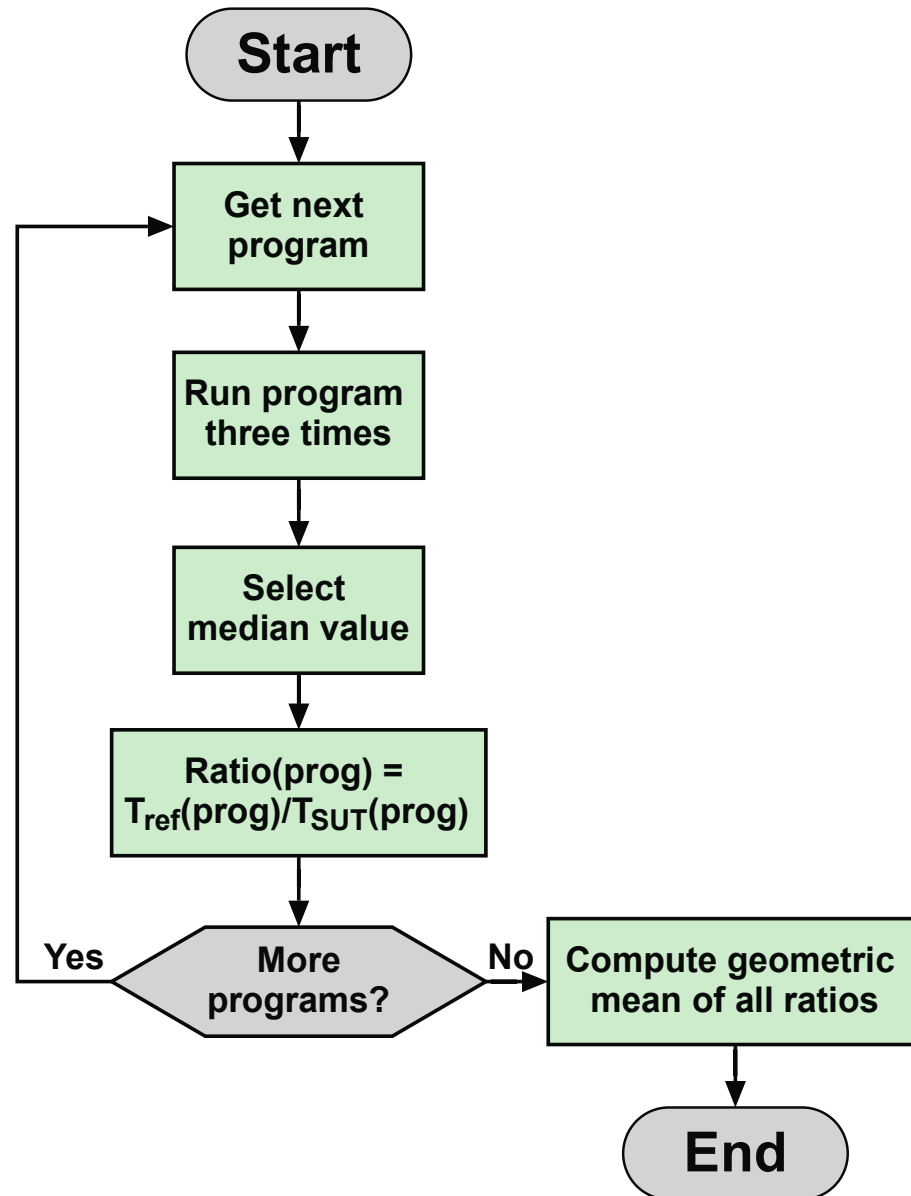 Start
Get next
program
Run program
three times
Select
median value
Ratio(prog) =
Tref(prog)/TSUT(prog)
Yes
More
programs?
No
Compute geometric
mean of all ratios
End